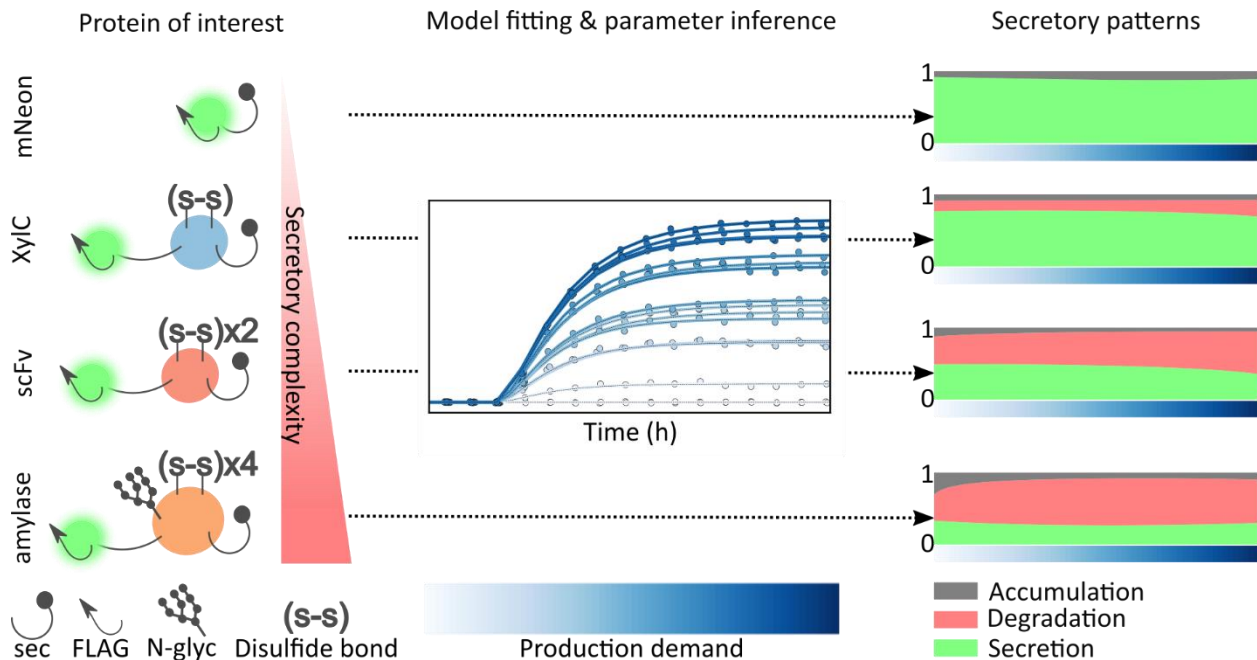 Protein of interest
Model fitting & parameter inference
Secretory patterns
mNeon
1
0
XylC
(s-s)
1
0
scFv
(s-s)x2
1
0
amylase
(s-s)x4
1
0
Secretory complexity
Time (h)
sec
FLAG
N-glyc
(s-s)
Disulfide bond
Production demand
Accumulation
Degradation
Secretion